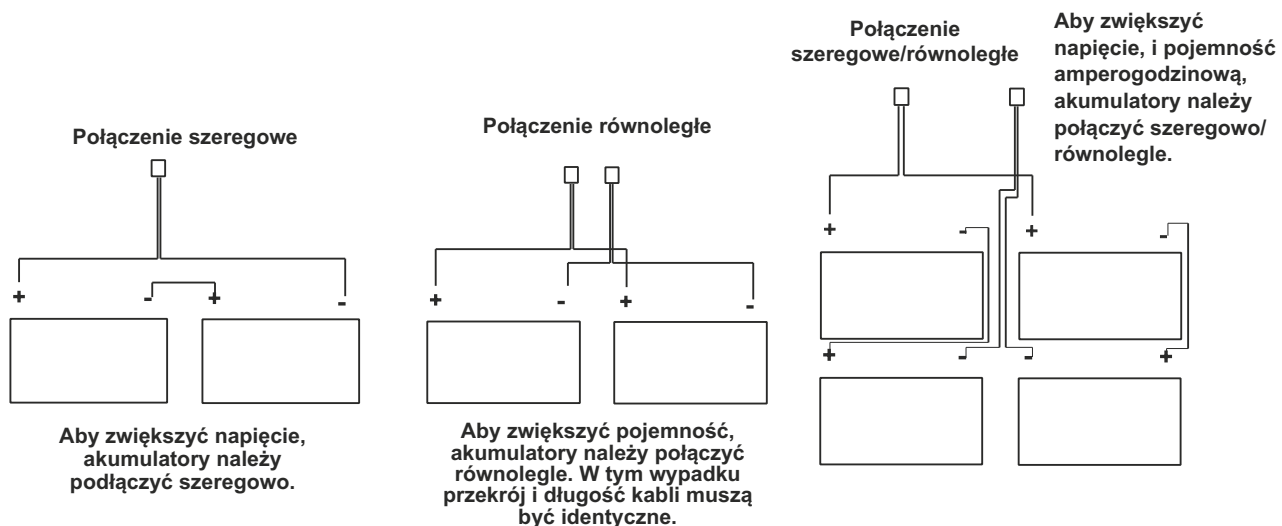 Połączenie szeregowe
+
-
+
-
Aby zwiększyć napięcie,
akumulatory należy
podłączyć szeregowo.
Połączenie równoległe
+
-
+
-
Aby zwiększyć pojemność,
akumulatory należy połączyć
równolegle. W tym wypadku
przekrój i długość kabli muszą
być identyczne.
Połączenie
szeregowe/równoległe
Aby zwiększyć
napięcie, i pojemność
amperogodzinową,
akumulatory należy
połączyć szeregowo/
równolegle.
+
-
+
-
+
-
-
+